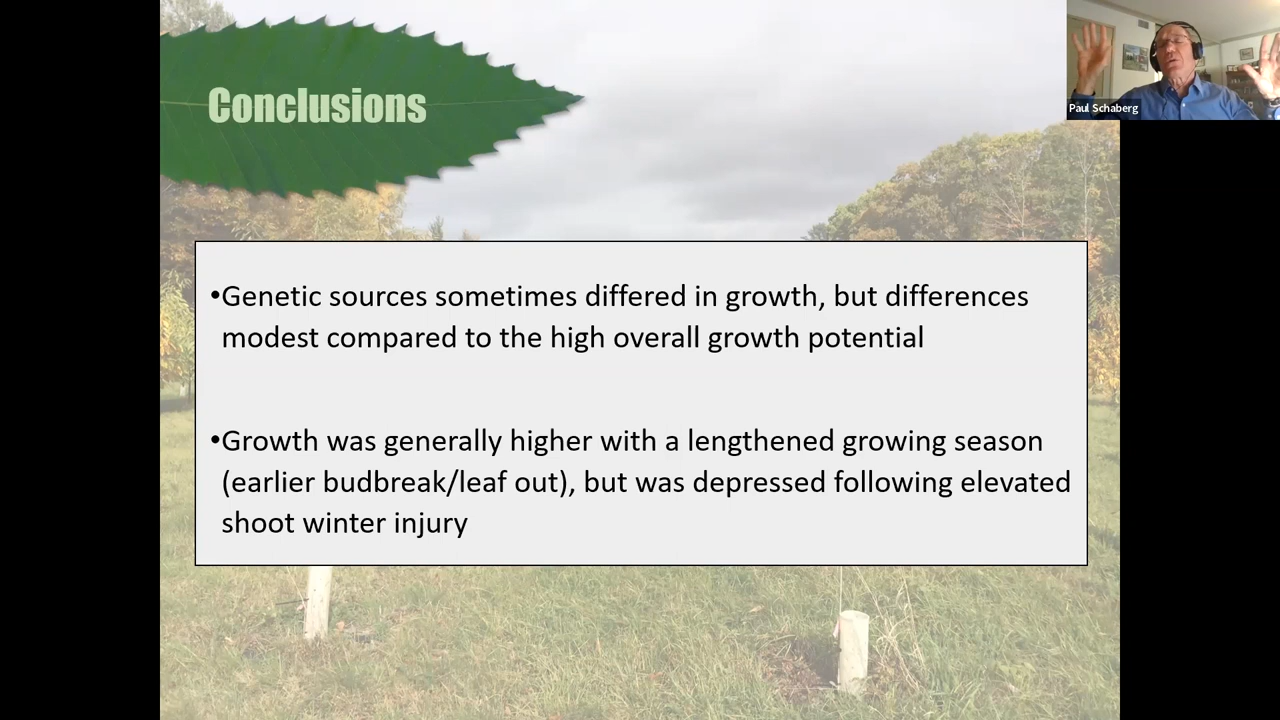 Conclusions
Paul Schaberg
•Genetic sources sometimes differed in growth, but differences
modest compared to the high overall growth potential
•Growth was generally higher with a lengthened growing season
(earlier budbreak/leaf out), but was depressed following elevated
shoot winter injury